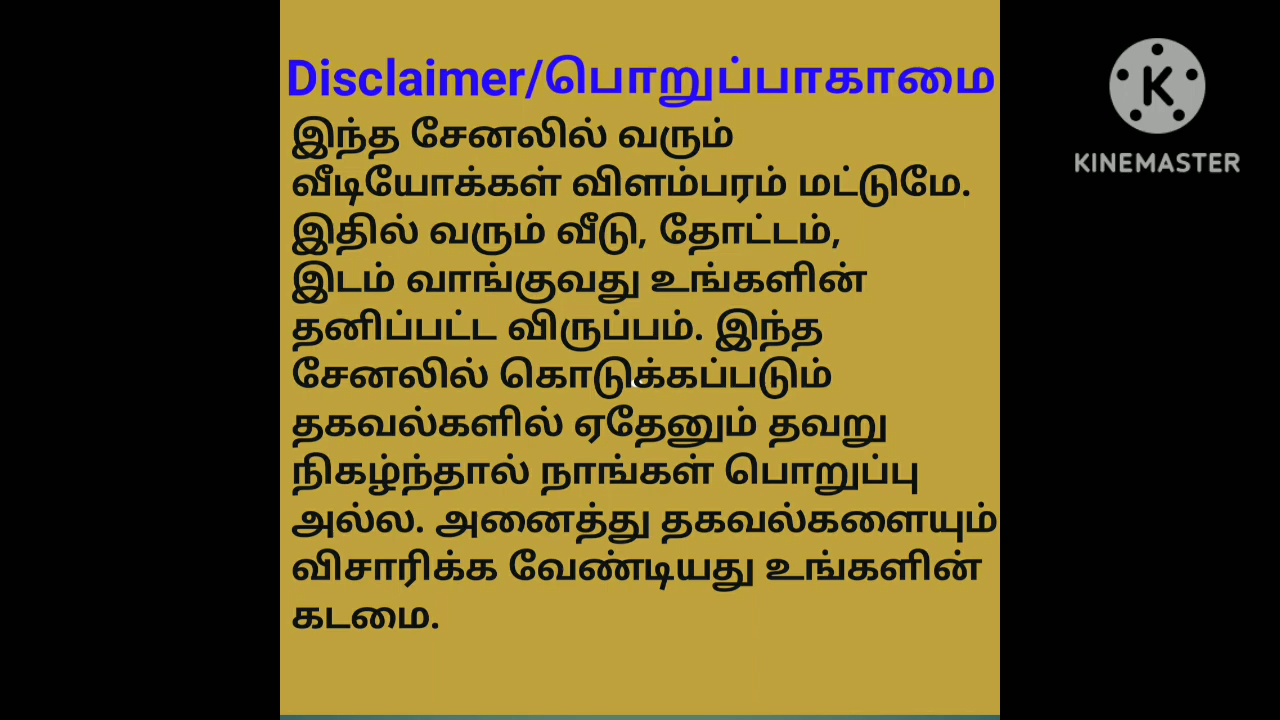 Disclaimer/பொறுப்பாகாமை
இந்த சேனலில் வரும்
வீடியோக்கள் விளம்பரம் மட்டுமே.
இதில் வரும் வீடு, தோட்டம்,
இடம் வாங்குவது உங்களின்
தனிப்பட்ட விருப்பம். இந்த
சேனலில் கொடுக்கப்படும்
தகவல்களில் ஏதேனும் தவறு
நிகழ்ந்தால் நாங்கள் பொறுப்பு
அல்ல. அனைத்து தகவல்களையும்
விசாரிக்க வேண்டியது உங்களின்
கடமை.
K
KINEMASTER